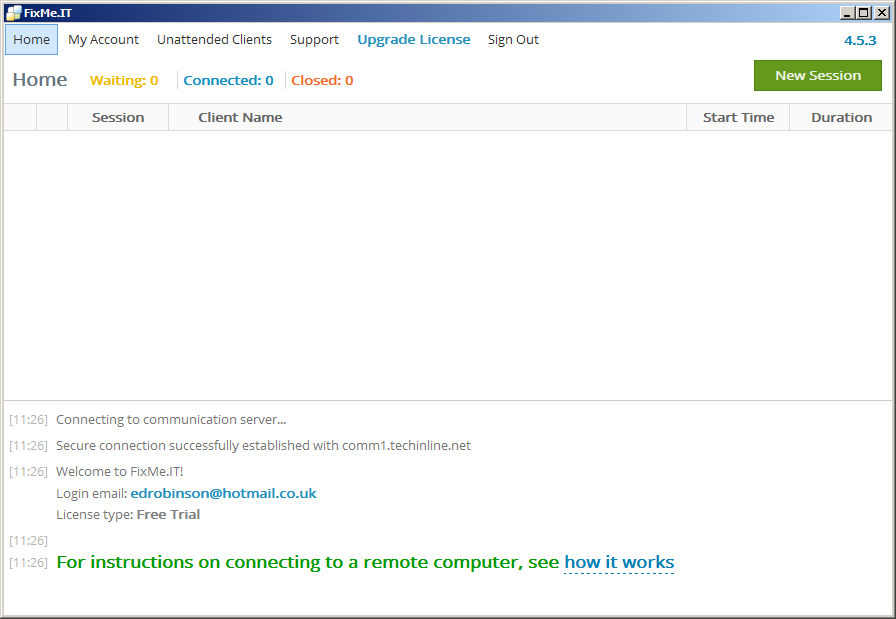 FixMe.IT
Home My Account Unattended Clients Support Upgrade License Sign Out 4.5.3
Home Waiting: 0 Connected: 0 Closed: 0 New Session
Session Client Name Start Time Duration
[11:26] Connecting to communication server...
[11:26] Secure connection successfully established with comm1.techinline.net
[11:26] Welcome to FixMe.IT!
Login email: edrobinson@hotmail.co.uk
License type: Free Trial
[11:26]
[11:26] For instructions on connecting to a remote computer, see how it works